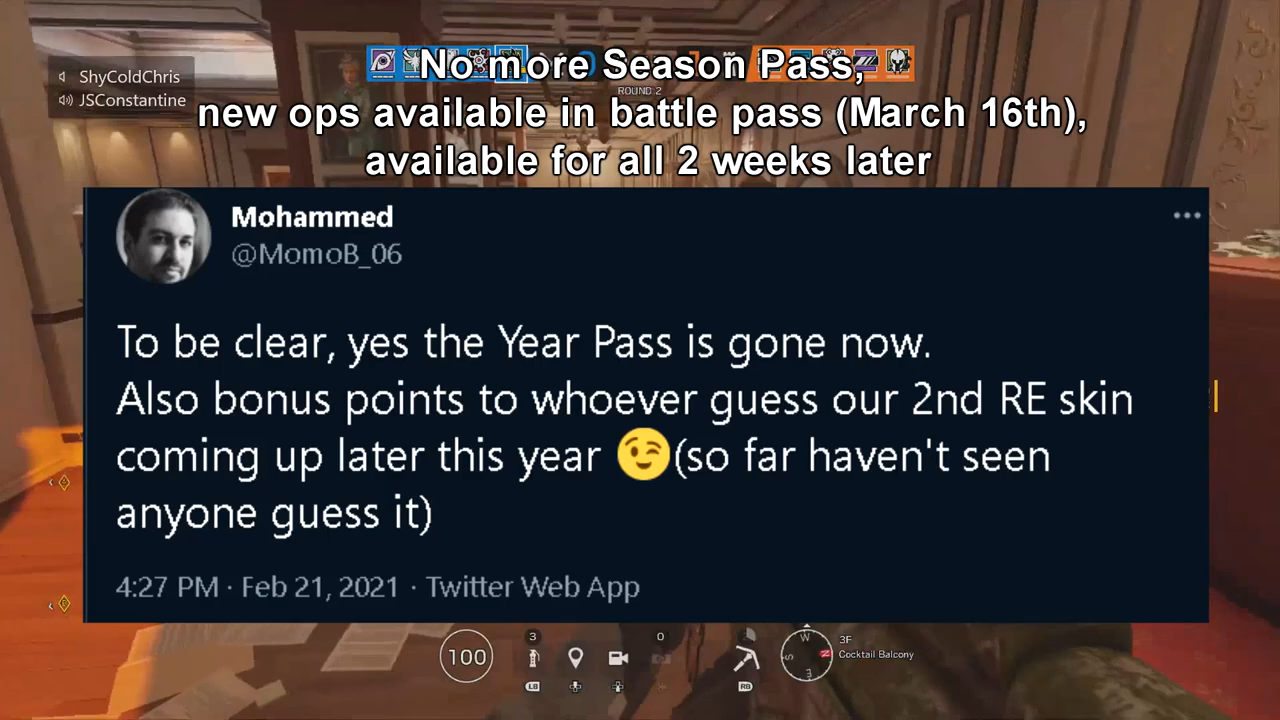 ShyColdChris
JSConstantine
No more Season Pass,
ROUND 2
new ops available in battle pass (March 16th),
available for all 2 weeks later
Mohammed
@MomoB_06
To be clear, yes the Year Pass is gone now.
Also bonus points to whoever guess our 2nd RE skin
coming up later this year 😉(so far haven't seen
anyone guess it)
4:27 PM · Feb 21, 2021 · Twitter Web App
100
3
0
LB
RB
W
S
E
3F
Cocktail Balcony